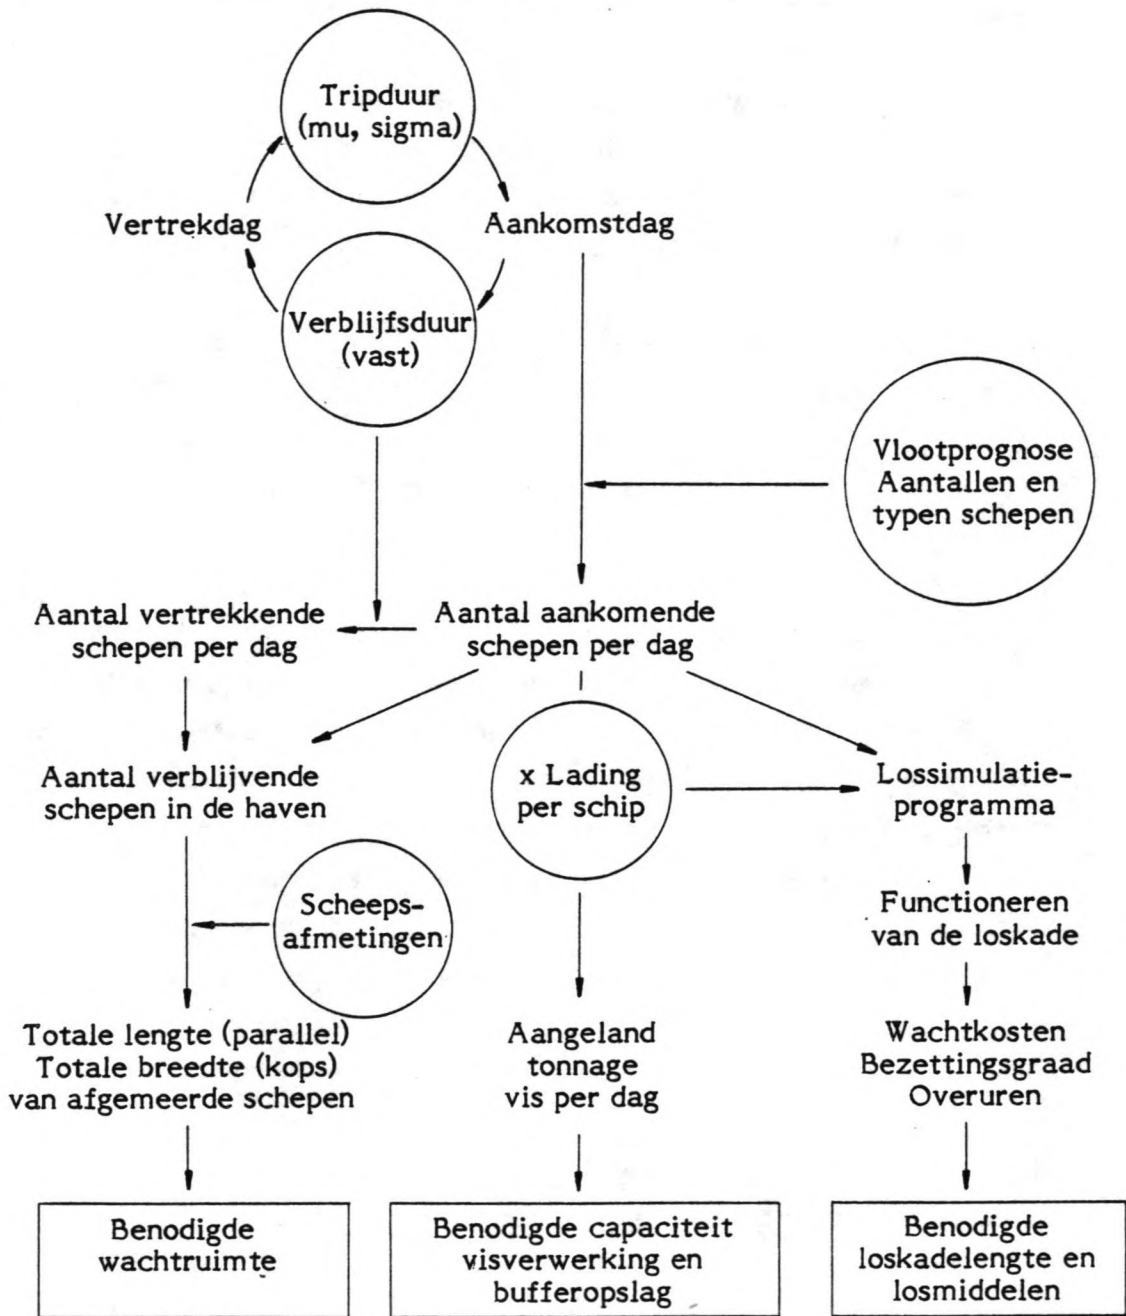 Tripduur
(mu, sigma)
Vertrekdag
Aankomstdag
Verblijfsduur
(vast)
Vlootprognose
Aantallen en
typen schepen
Aantal vertrekkende
schepen per dag
Aantal aankomende
schepen per dag
Aantal verblijvende
schepen in de haven
x Lading
per schip
Lossimulatie-
programma
Scheeps-
afmetingen
Functioneren
van de loskade
Totale lengte (parallel)
Totale breedte (kops)
van afgemeerde schepen
Aangeland
tonnage
vis per dag
Wachtkosten
Bezettingsgraad
Overuren
Benodigde
wachtruimte
Benodigde capaciteit
visverwerking en
bufferopslag
Benodigde
loskadelengte en
losmiddelen